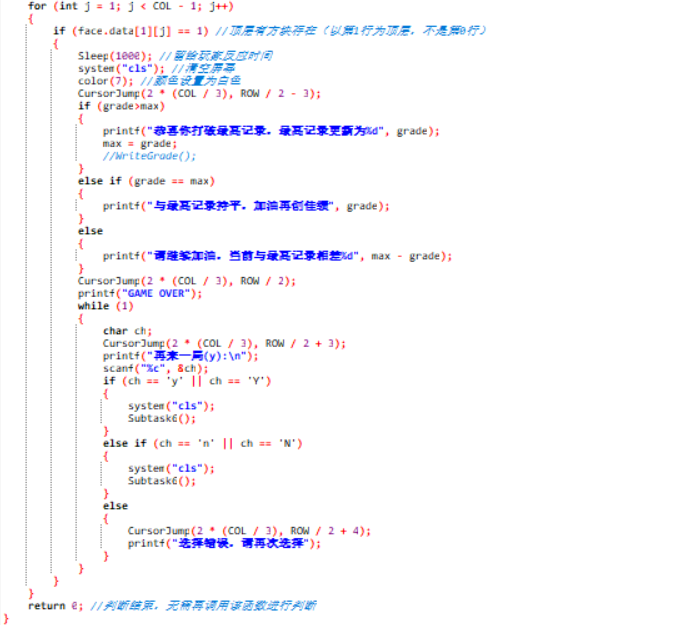 for (int j = 1; j < COL - 1; j++)
{
if (face.data[1][j] == 1) //顶层有方块存在（以第1行为顶层，不是第0行）
{
Sleep(1000); //留给玩家反应时间
system("cls"); //清空屏幕
color(7); //颜色设置为白色
CursorJump(2 * (COL / 3), ROW / 2 - 3);
if (grade>max)
{
printf("恭喜你打破最高记录，最高记录更新为%d", grade);
max = grade;
//WriteGrade();
}
else if (grade == max)
{
printf("与最高记录持平，加油再创佳绩", grade);
}
else
{
printf("请继续加油，当前与最高记录相差%d", max - grade);
}
CursorJump(2 * (COL / 3), ROW / 2);
printf("GAME OVER");
while (1)
{
char ch;
CursorJump(2 * (COL / 3), ROW / 2 + 3);
printf("再来一局(y):\n");
scanf("%c", &ch);
if (ch == 'y' || ch == 'Y')
{
system("cls");
Subtask6();
}
else if (ch == 'n' || ch == 'N')
{
system("cls");
Subtask6();
}
else
{
CursorJump(2 * (COL / 3), ROW / 2 + 4);
printf("选择错误，请再次选择");
}
}
}
}
return 0; //判断结束，无需再调用该函数进行判断
}